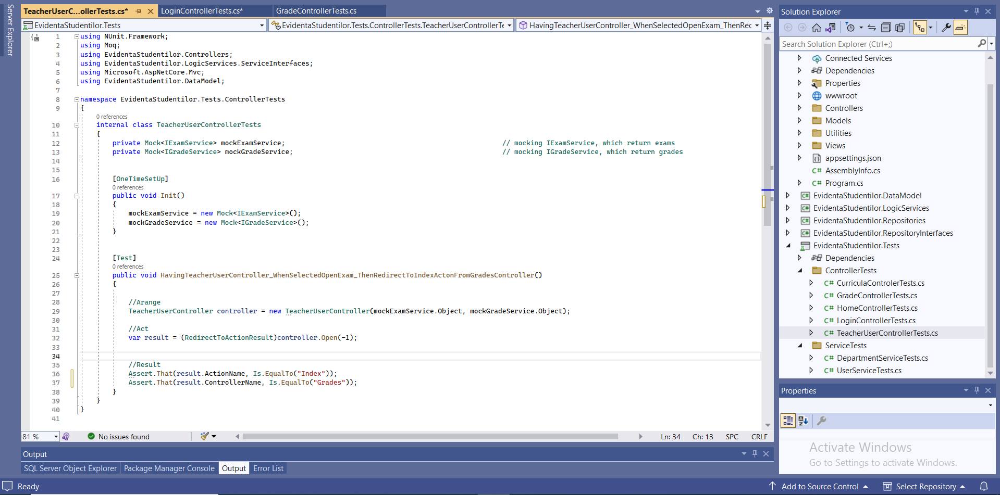 Server Explorer
TeacherUserC...ollerTests.cs*
LoginControllerTests.cs*
GradeControllerTests.cs
EvidentaStudentilor.Tests
EvidentaStudentilor.Tests.ControllerTests.TeacherUserControllerTe
HavingTeacherUserController_WhenSelectedOpenExam_ThenRec
1 using NUnit.Framework;
2 using Moq;
3 using EvidentaStudentilor.Controllers;
4 using EvidentaStudentilor.LogicServices.ServiceInterfaces;
5 using Microsoft.AspNetCore.Mvc;
6 using EvidentaStudentilor.DataModel;
7
8 namespace EvidentaStudentilor.Tests.ControllerTests
9 {
0 references
10 internal class TeacherUserControllerTests
11 {
12 private Mock<IExamService> mockExamService; // mocking IExamService, which return exams
13 private Mock<IGradeService> mockGradeService; // mocking IGradeService, which return grades
14
15
16 [OneTimeSetUp]
0 references
17 public void Init()
18 {
19 mockExamService = new Mock<IExamService>();
20 mockGradeService = new Mock<IGradeService>();
21 }
22
23
24 [Test]
0 references
25 public void HavingTeacherUserController_WhenSelectedOpenExam_ThenRedirectToIndexActonFromGradesController()
26 {
27
28 //Arange
29 TeacherUserController controller = new TeacherUserController(mockExamService.Object, mockGradeService.Object);
30
31 //Act
32 var result = (RedirectToActionResult)controller.Open(-1);
33
34
35 //Result
36 Assert.That(result.ActionName, Is.EqualTo("Index"));
37 Assert.That(result.ControllerName, Is.EqualTo("Grades"));
38 }
39 }
40 }
41
81 %
No issues found
Ln: 34 Ch: 13 SPC CRLF
Output
SQL Server Object Explorer Package Manager Console Output Error List
Ready
Solution Explorer
Search Solution Explorer (Ctrl+;)
Connected Services
Dependencies
Properties
wwwroot
Controllers
Models
Utilities
Views
appsettings.json
C# AssemblyInfo.cs
C# Program.cs
C# EvidentaStudentilor.DataModel
C# EvidentaStudentilor.LogicServices
C# EvidentaStudentilor.Repositories
C# EvidentaStudentilor.RepositoryInterfaces
EvidentaStudentilor.Tests
Dependencies
ControllerTests
C# CurriculaControlerTests.cs
C# GradeControllerTests.cs
C# HomeControllerTests.cs
C# LoginControllerTests.cs
C# TeacherUserControllerTests.cs
ServiceTests
C# DepartmentServiceTests.cs
C# UserServiceTests.cs
Properties
Activate Windows
Go to Settings to activate Windows.
Add to Source Control
Select Repository